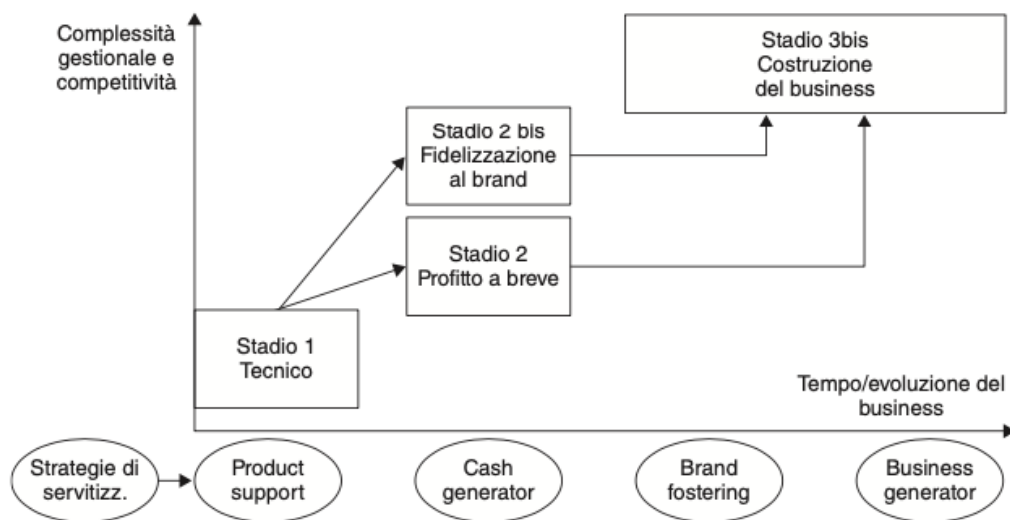 Complessità
gestionale e
competitività
Stadio 3bis
Costruzione
del business
Stadio 2 bis
Fidelizzazione
al brand
Stadio 2
Profitto a breve
Stadio 1
Tecnico
Tempo/evoluzione del
business
Strategie di
servitizz.
Product
support
Cash
generator
Brand
fostering
Business
generator